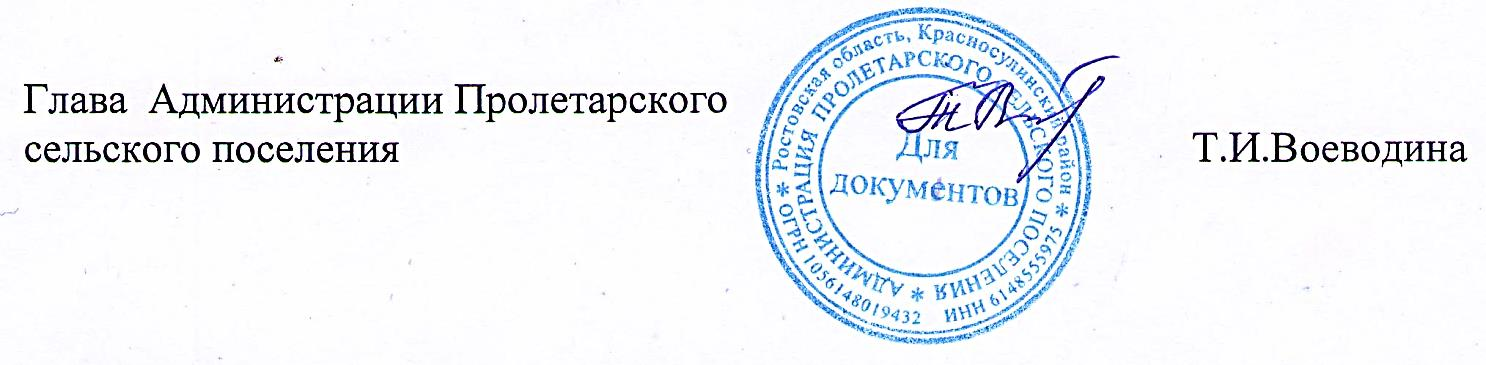 Глава Администрации Пролетарского
сельского поселения
Т.И.Воеводина
* Ростовская область, Красносулинский район *
ОГРН 1056148019432 ИНН 6148555975
* АДМИНИСТРАЦИЯ ПРОЛЕТАРСКОГО СЕЛЬСКОГО ПОСЕЛЕНИЯ
Для
документов